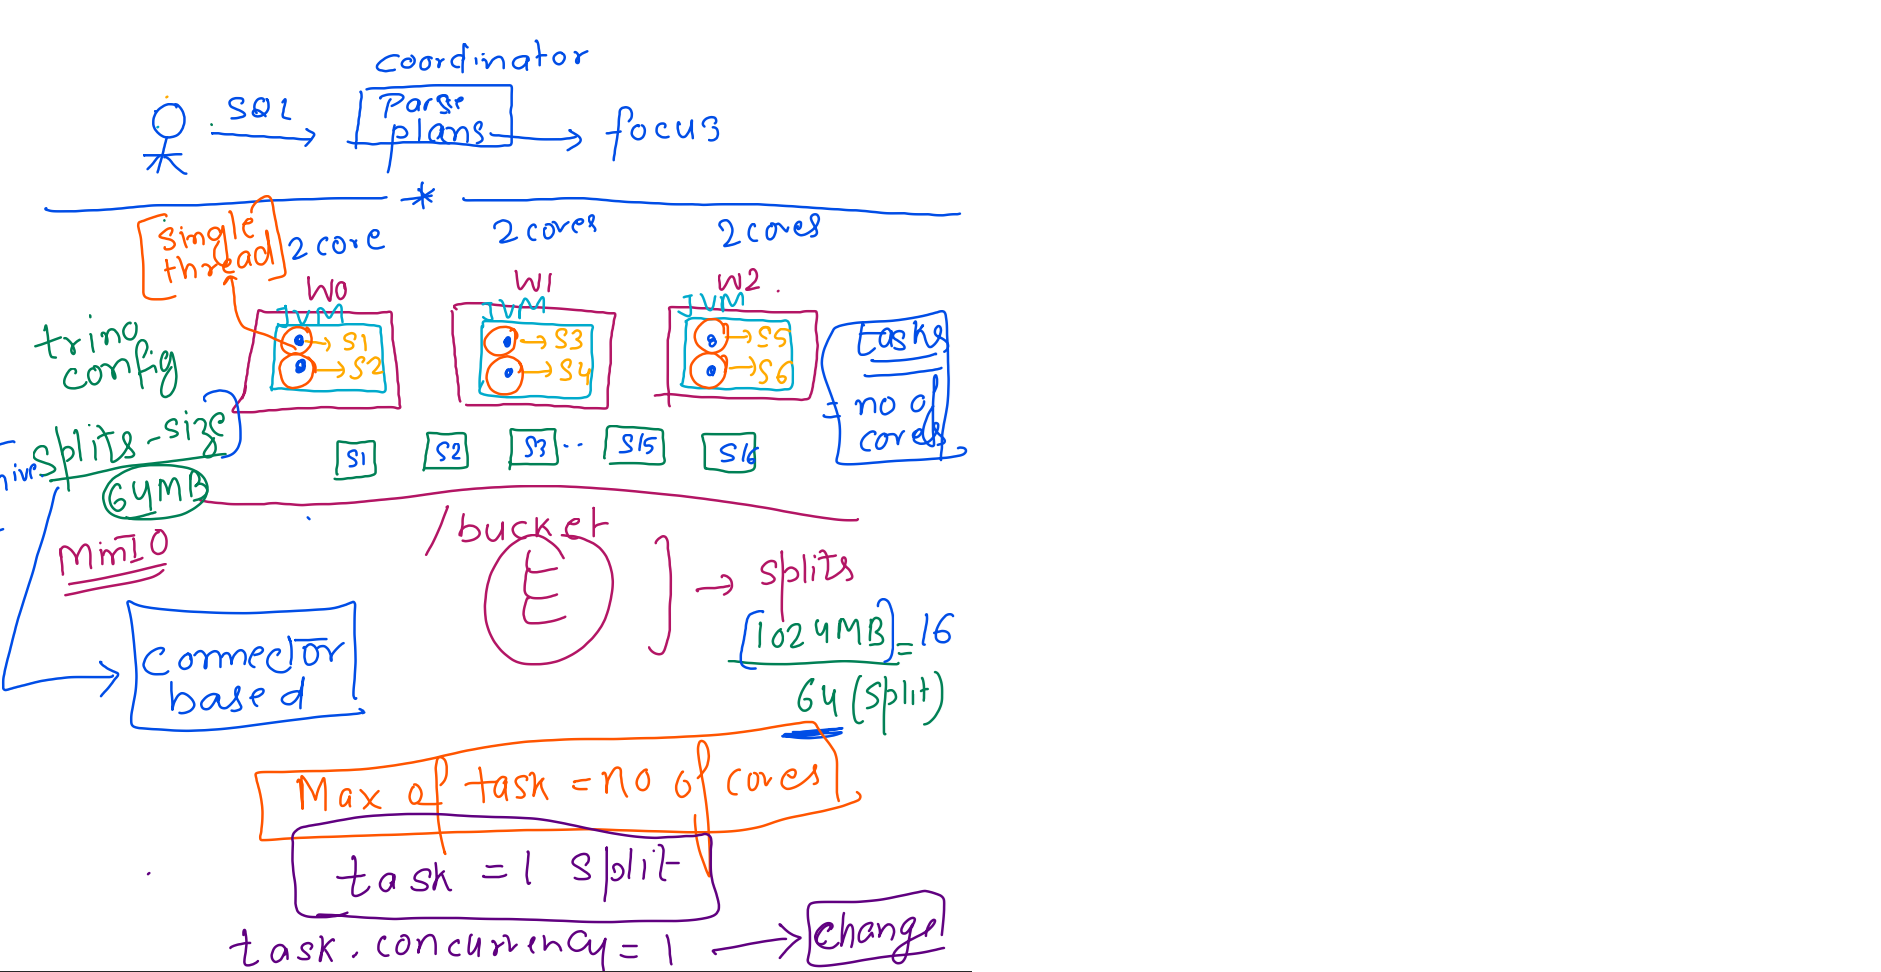 coordinator
SQL
Parse
plans
focus
*
single
thread
2 core
2 cores
2 cores
W0
W1
W2
JVM
JVM
JVM
S1
S2
S3
S4
S5
S6
trino
config
tasks
= no of
cores
hive
splits-size
64MB
S1
S2
S3
..
S15
S16
MinIO
/bucket
splits
1024MB = 16
64 (split)
connector
based
Max of task = no of cores
task = 1 split
task.concurrency = 1
change